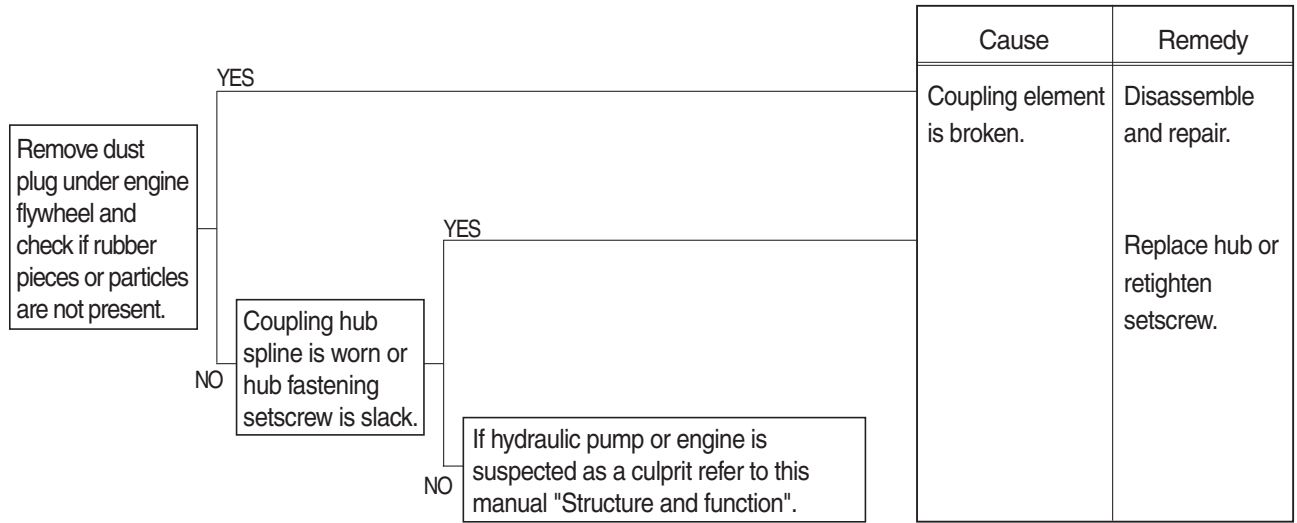 Cause
Remedy
YES
Coupling element
is broken.
Disassemble
and repair.
Remove dust
plug under engine
flywheel and
check if rubber
pieces or particles
are not present.
YES
Replace hub or
retighten
setscrew.
NO
Coupling hub
spline is worn or
hub fastening
setscrew is slack.
NO
If hydraulic pump or engine is
suspected as a culprit refer to this
manual "Structure and function".